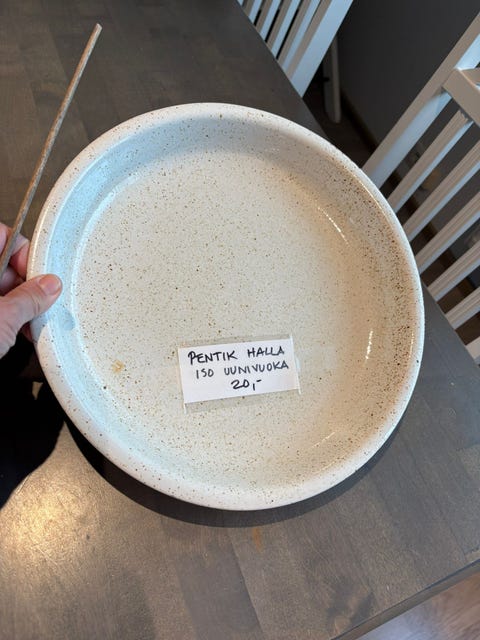 PENTIK HALLA
ISO UUNIVUOKA
20,-